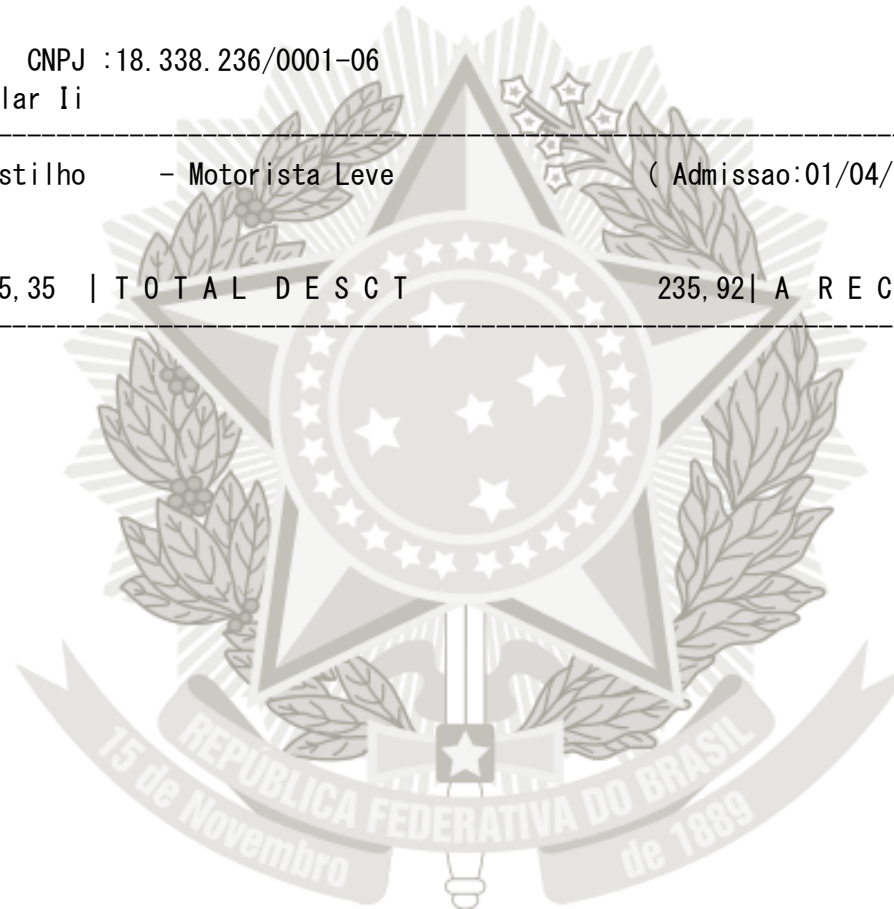 CNPJ :18.338.236/0001-06
lar Ii
stilho - Motorista Leve ( Admissao:01/04/
5,35 | T O T A L D E S C T 235,92| A R E C
REPÚBLICA FEDERATIVA DO BRASIL
15 de Novembro de 1889